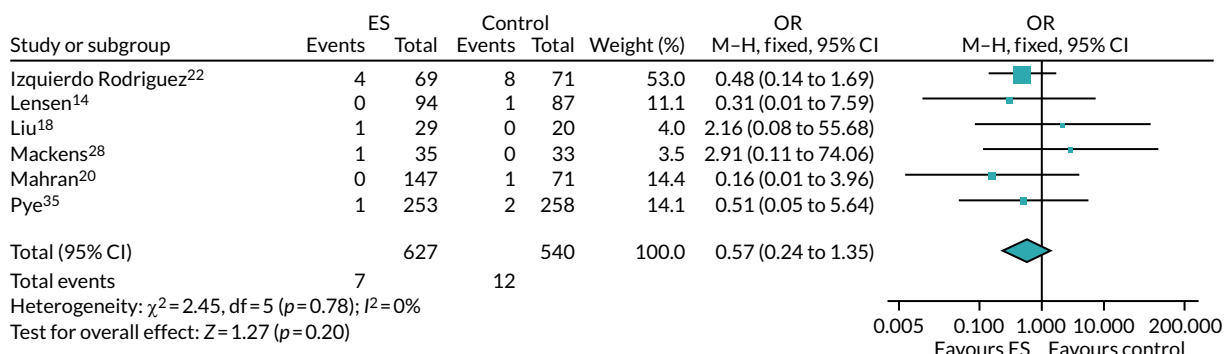 ES Control OR OR
Study or subgroup Events Total Events Total Weight (%) M–H, fixed, 95% CI M–H, fixed, 95% CI
Izquierdo Rodriguez22 4 69 8 71 53.0 0.48 (0.14 to 1.69)
Lensen14 0 94 1 87 11.1 0.31 (0.01 to 7.59)
Liu18 1 29 0 20 4.0 2.16 (0.08 to 55.68)
Mackens28 1 35 0 33 3.5 2.91 (0.11 to 74.06)
Mahran20 0 147 1 71 14.4 0.16 (0.01 to 3.96)
Pye35 1 253 2 258 14.1 0.51 (0.05 to 5.64)
Total (95% CI) 627 540 100.0 0.57 (0.24 to 1.35)
Total events 7 12
Heterogeneity: χ2=2.45, df=5 (p=0.78); I2=0%
Test for overall effect: Z=1.27 (p=0.20)
0.005 0.100 1.000 10.000 200.000
Favours ES Favours control